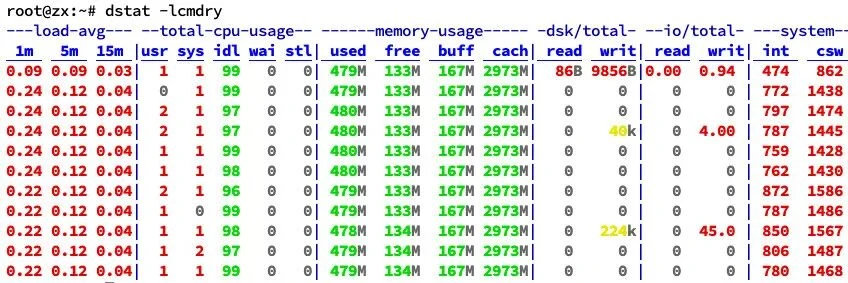 root@zx:~# dstat -lcmdry
---load-avg--- --total-cpu-usage-- ------memory-usage----- -dsk/total- --io/total- ---system--
 1m   5m  15m |usr sys idl wai stl| used  free  buff  cach| read  writ| read  writ| int   csw
0.09 0.09 0.03|  1   1  99   0   0| 479M  133M  167M 2973M|  86B 9856B|0.00  0.94 | 474   862
0.24 0.12 0.04|  0   1  99   0   0| 479M  133M  167M 2973M|   0     0 |   0     0 | 772  1438
0.24 0.12 0.04|  2   1  97   0   0| 480M  133M  167M 2973M|   0     0 |   0     0 | 797  1474
0.24 0.12 0.04|  2   1  97   0   0| 480M  133M  167M 2973M|   0    40k|   0  4.00 | 787  1445
0.24 0.12 0.04|  1   1  99   0   0| 480M  133M  167M 2973M|   0     0 |   0     0 | 759  1428
0.24 0.12 0.04|  1   1  98   0   0| 480M  133M  167M 2973M|   0     0 |   0     0 | 762  1430
0.22 0.12 0.04|  2   1  96   0   0| 479M  133M  167M 2973M|   0     0 |   0     0 | 872  1586
0.22 0.12 0.04|  1   0  99   0   0| 479M  133M  167M 2973M|   0     0 |   0     0 | 787  1486
0.22 0.12 0.04|  1   1  98   0   0| 478M  134M  167M 2973M|   0   224k|   0  45.0 | 850  1567
0.22 0.12 0.04|  1   2  97   0   0| 479M  134M  167M 2973M|   0     0 |   0     0 | 806  1487
0.22 0.12 0.04|  1   1  99   0   0| 479M  134M  167M 2973M|   0     0 |   0     0 | 780  1468